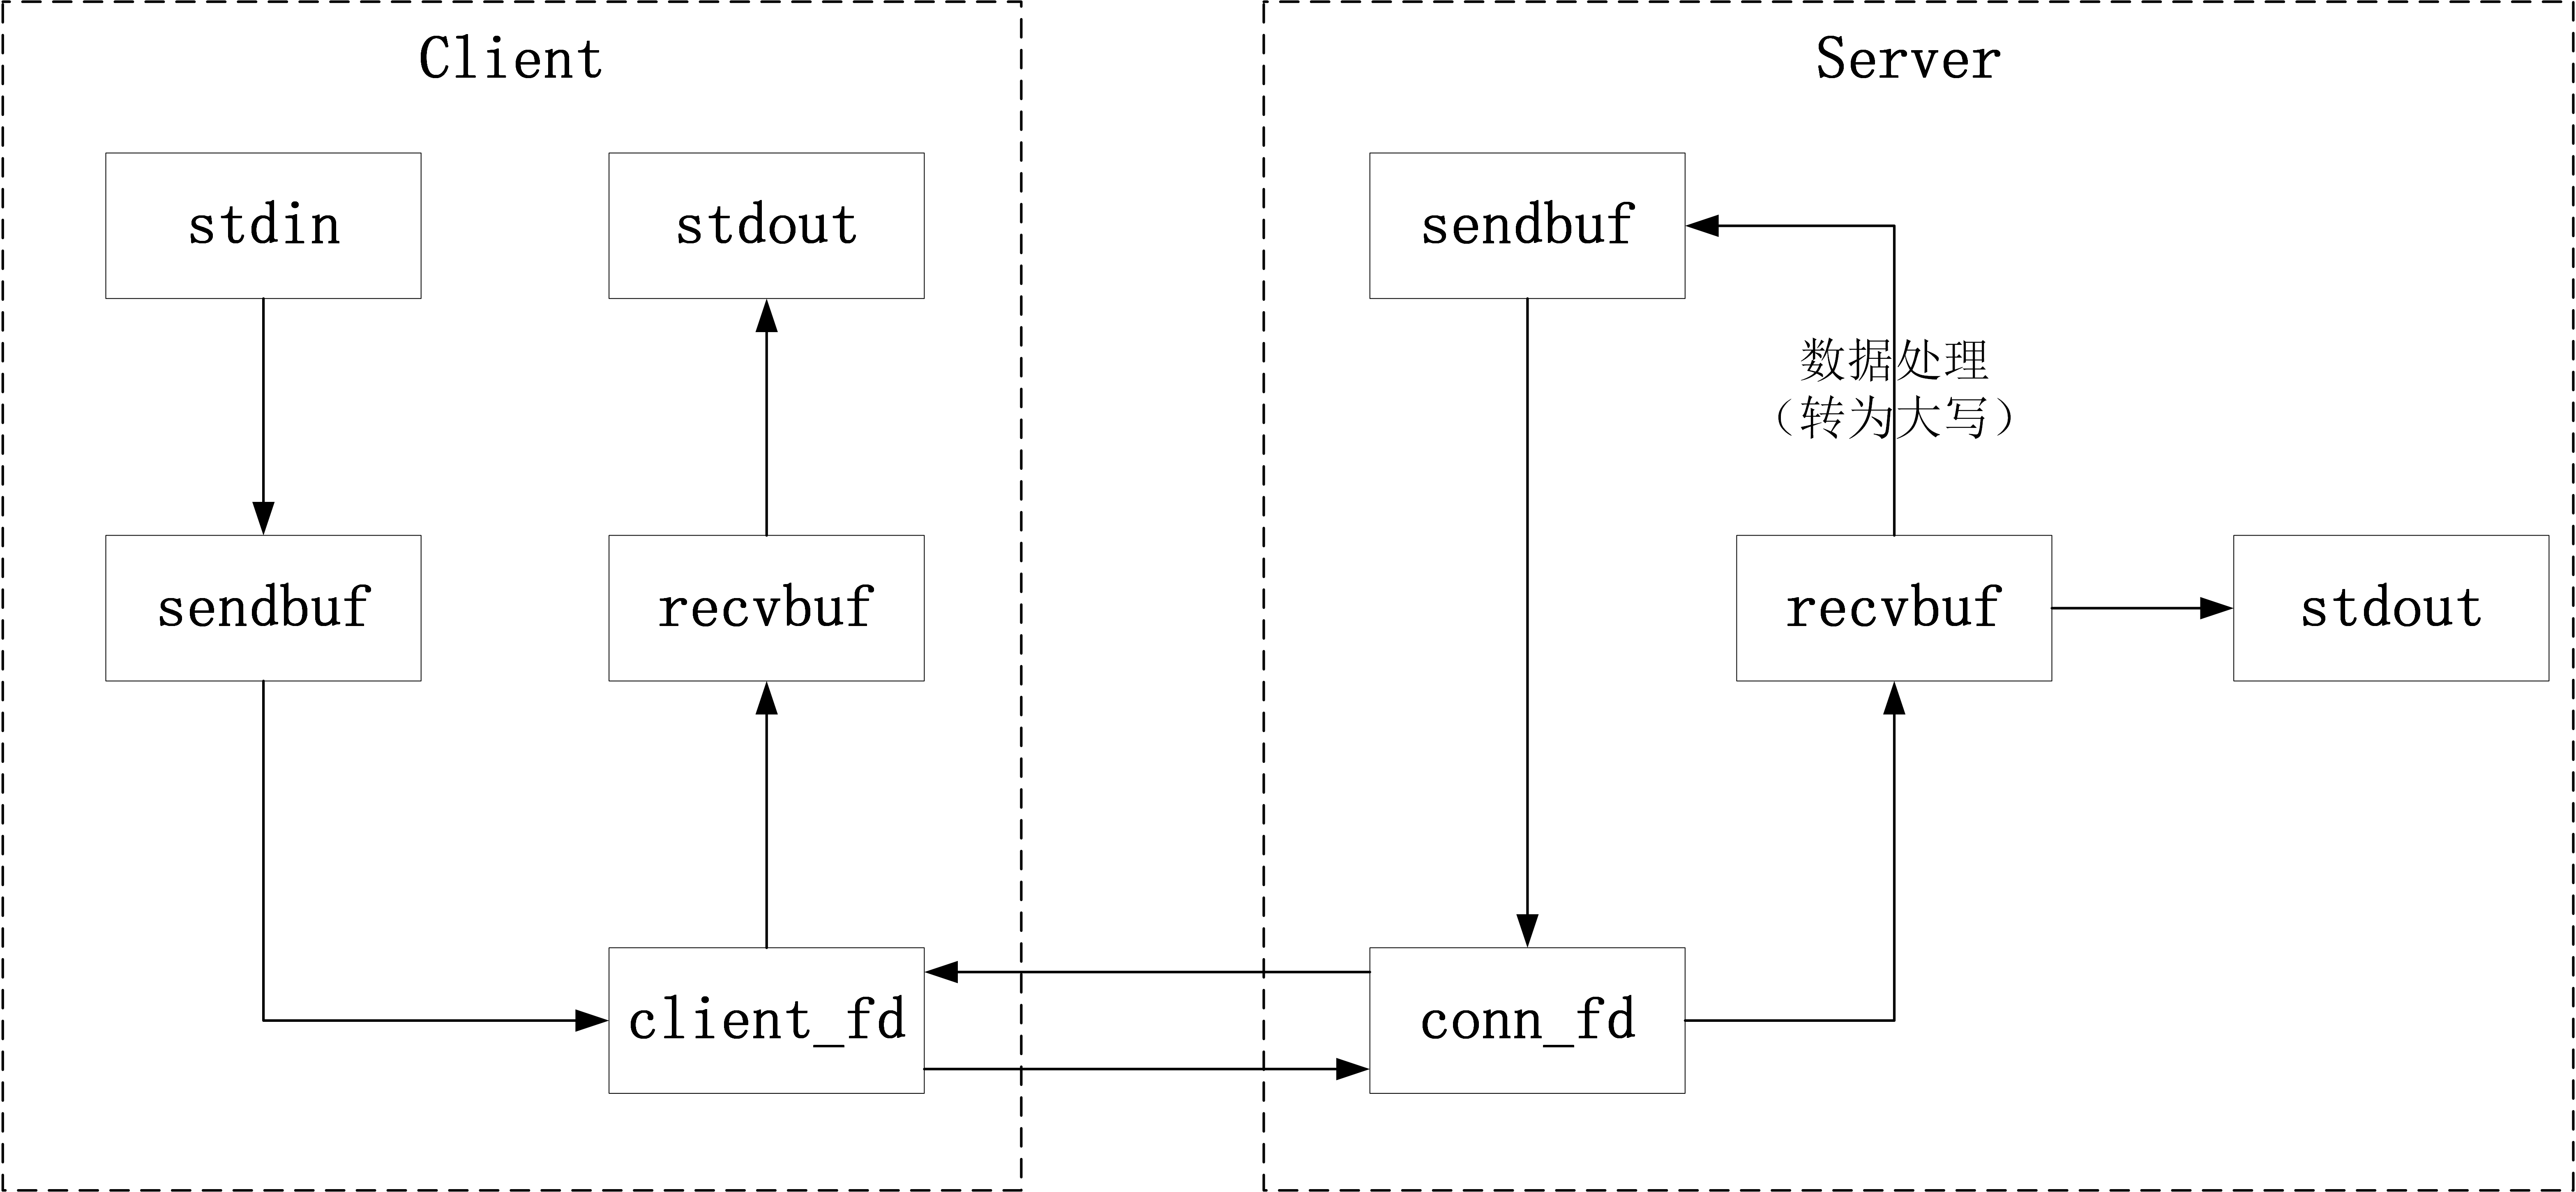 Client
Server
stdin
stdout
sendbuf
数据处理
（转为大写）
sendbuf
recvbuf
recvbuf
stdout
client_fd
conn_fd